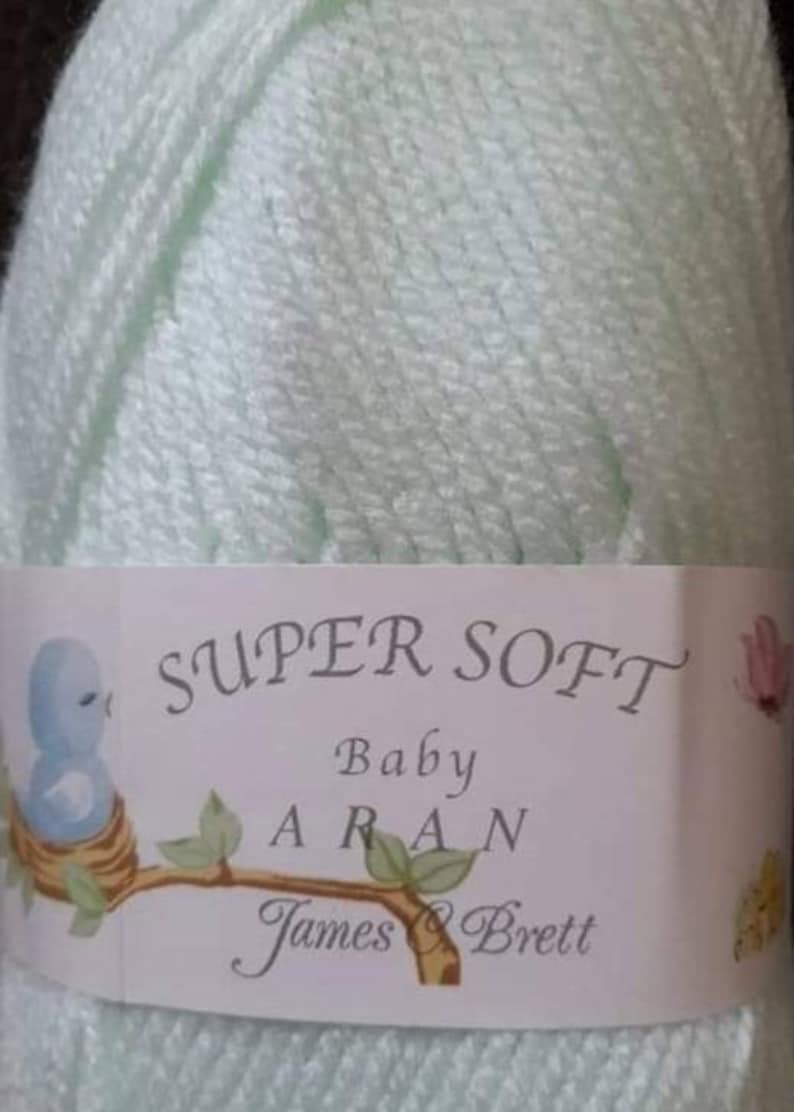 SUPER SOFT
Baby
ARAN
James C. Brett